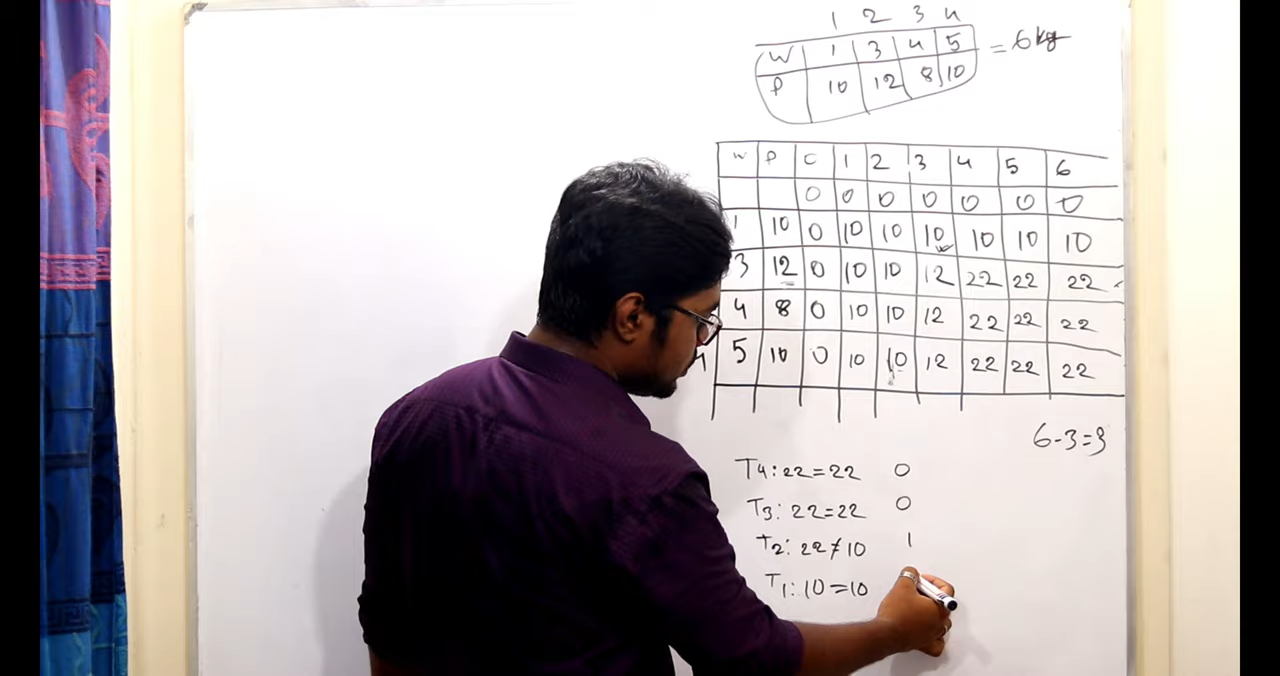 1 2 3 4
W 1 3 4 5 = 6kg
P 10 12 8 10
W P 0 1 2 3 4 5 6
0 0 0 0 0 0 0
1 10 0 10 10 10 10 10 10
3 12 0 10 10 12 22 22 22
4 8 0 10 10 12 22 22 22
4 5 10 0 10 10 12 22 22 22
6-3=3
T4: 22=22 0
T3: 22=22 0
T2: 22≠10 1
T1: 10=10